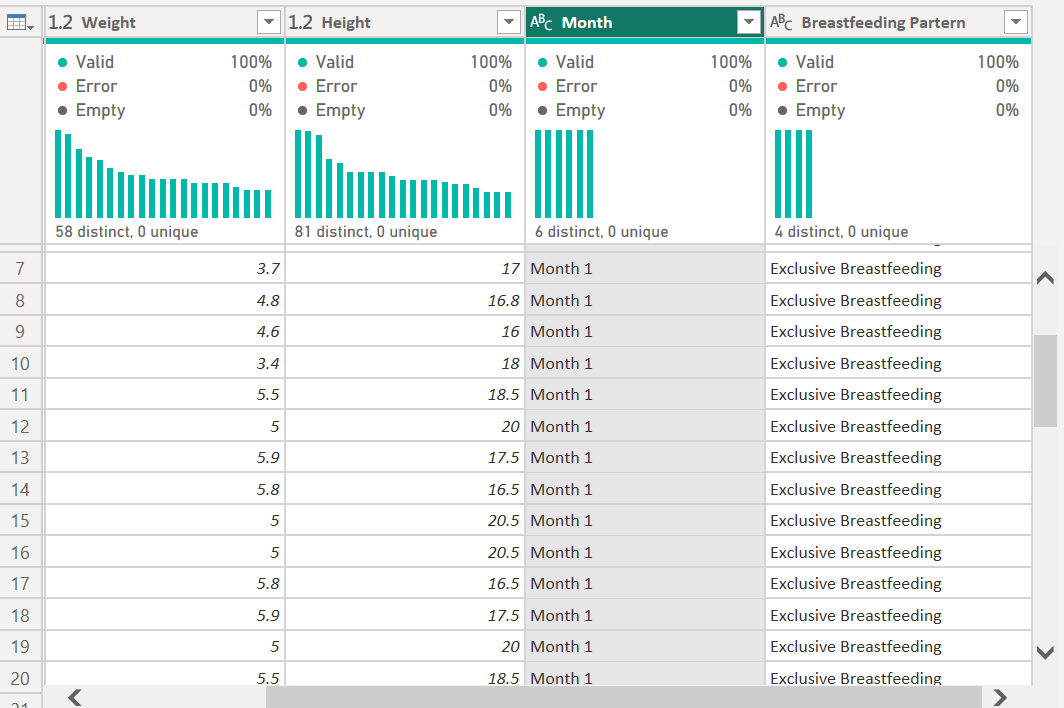 1.2 Weight 1.2 Height ABC Month ABC Breastfeeding Partern
Valid 100% Valid 100% Valid 100% Valid 100%
Error 0% Error 0% Error 0% Error 0%
Empty 0% Empty 0% Empty 0% Empty 0%
58 distinct, 0 unique 81 distinct, 0 unique 6 distinct, 0 unique 4 distinct, 0 unique
7 3.7 17 Month 1 Exclusive Breastfeeding
8 4.8 16.8 Month 1 Exclusive Breastfeeding
9 4.6 16 Month 1 Exclusive Breastfeeding
10 3.4 18 Month 1 Exclusive Breastfeeding
11 5.5 18.5 Month 1 Exclusive Breastfeeding
12 5 20 Month 1 Exclusive Breastfeeding
13 5.9 17.5 Month 1 Exclusive Breastfeeding
14 5.8 16.5 Month 1 Exclusive Breastfeeding
15 5 20.5 Month 1 Exclusive Breastfeeding
16 5 20.5 Month 1 Exclusive Breastfeeding
17 5.8 16.5 Month 1 Exclusive Breastfeeding
18 5.9 17.5 Month 1 Exclusive Breastfeeding
19 5 20 Month 1 Exclusive Breastfeeding
20 5.5 18.5 Month 1 Exclusive Breastfeeding
21